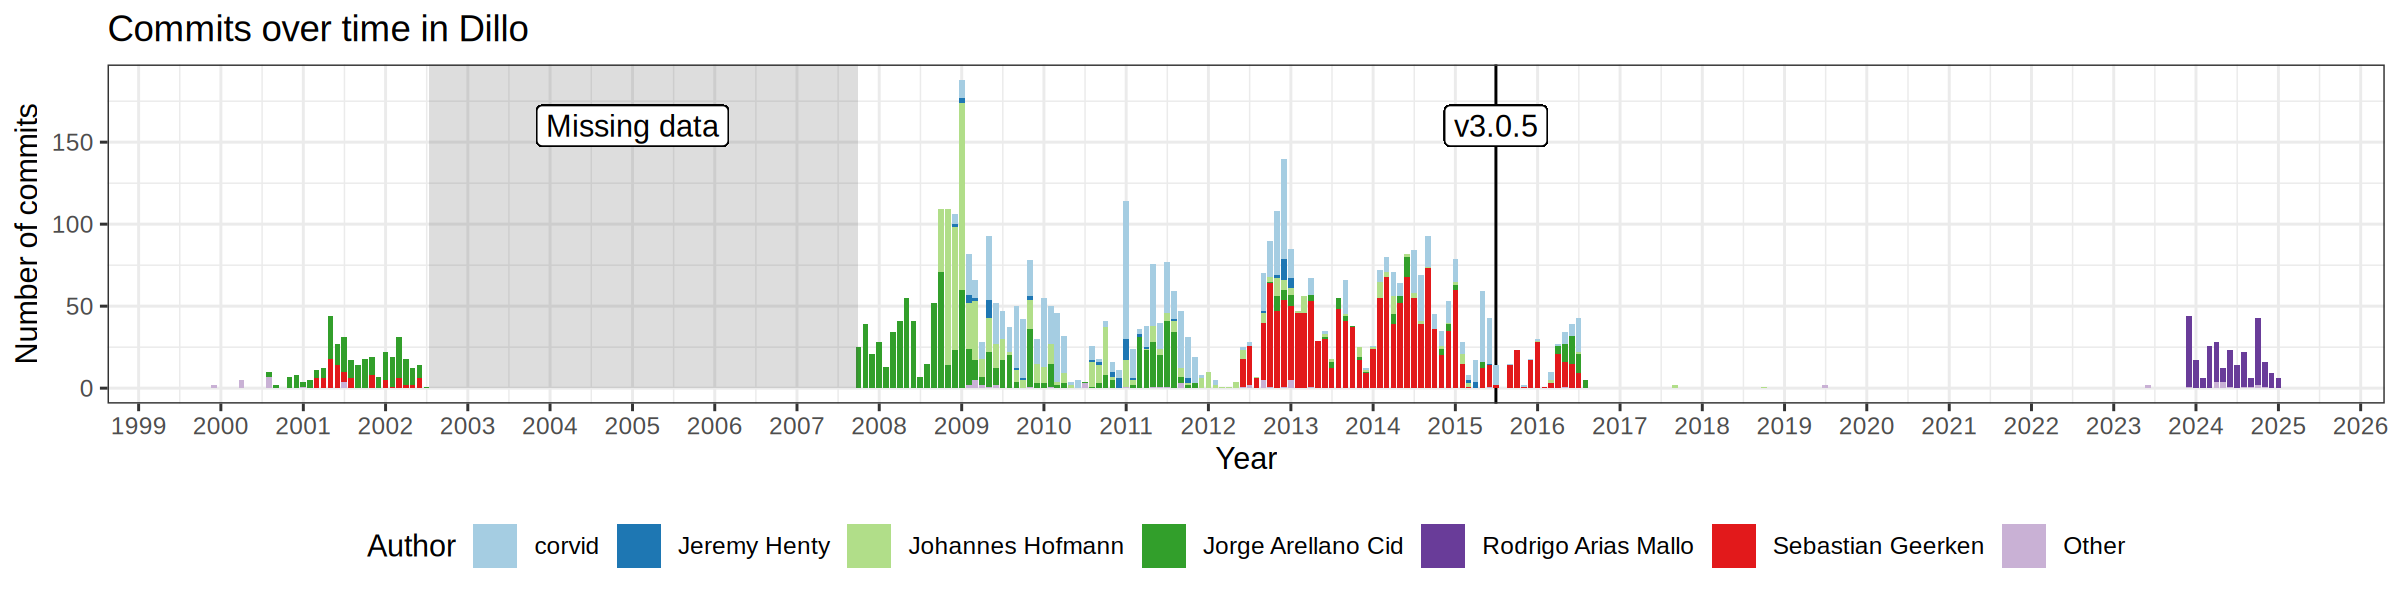 Commits over time in Dillo
Number of commits
150
100
50
0
Missing data
v3.0.5
1999 2000 2001 2002 2003 2004 2005 2006 2007 2008 2009 2010 2011 2012 2013 2014 2015 2016 2017 2018 2019 2020 2021 2022 2023 2024 2025 2026
Year
Author corvid Jeremy Henty Johannes Hofmann Jorge Arellano Cid Rodrigo Arias Mallo Sebastian Geerken Other